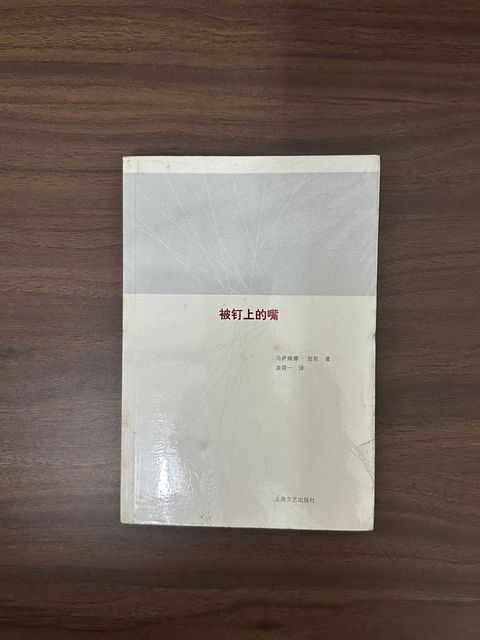 被钉上的嘴
马萨琳娜·班若 著
袁筱一 译
上海文艺出版社